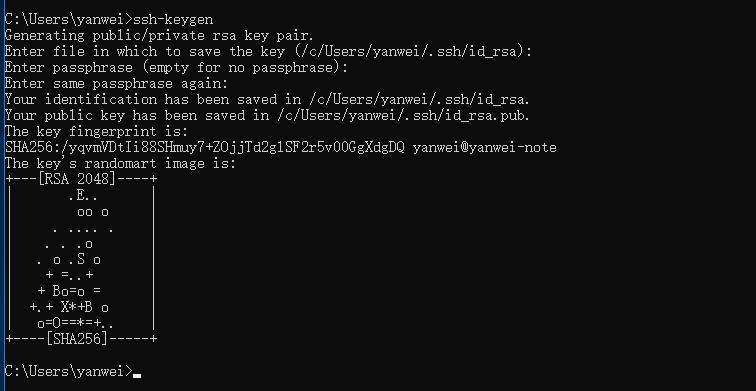 C:\Users\yanwei>ssh-keygen
Generating public/private rsa key pair.
Enter file in which to save the key (/c/Users/yanwei/.ssh/id_rsa):
Enter passphrase (empty for no passphrase):
Enter same passphrase again:
Your identification has been saved in /c/Users/yanwei/.ssh/id_rsa.
Your public key has been saved in /c/Users/yanwei/.ssh/id_rsa.pub.
The key fingerprint is:
SHA256:/yqvmVDtIi88SHmuy7+ZOjjTd2g1SF2r5v00GgXdgDQ yanwei@yanwei-note
The key's randomart image is:
+---[RSA 2048]----+
|       .E..      |
|        oo o     |
|     . .... .    |
|    . . .o       |
|   . o .S o      |
|    + =..+       |
|   + Bo=o =      |
|  +.+ X*+B o     |
|   o=O==*=+..    |
+----[SHA256]-----+
C:\Users\yanwei>